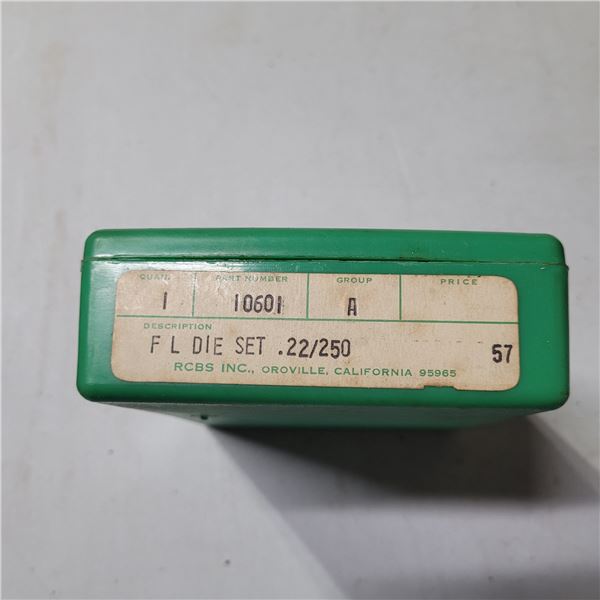 QUAN. PART NUMBER GROUP PRICE
1 10601 A
DESCRIPTION
F L DIE SET .22/250 57
RCBS INC., OROVILLE, CALIFORNIA 95965